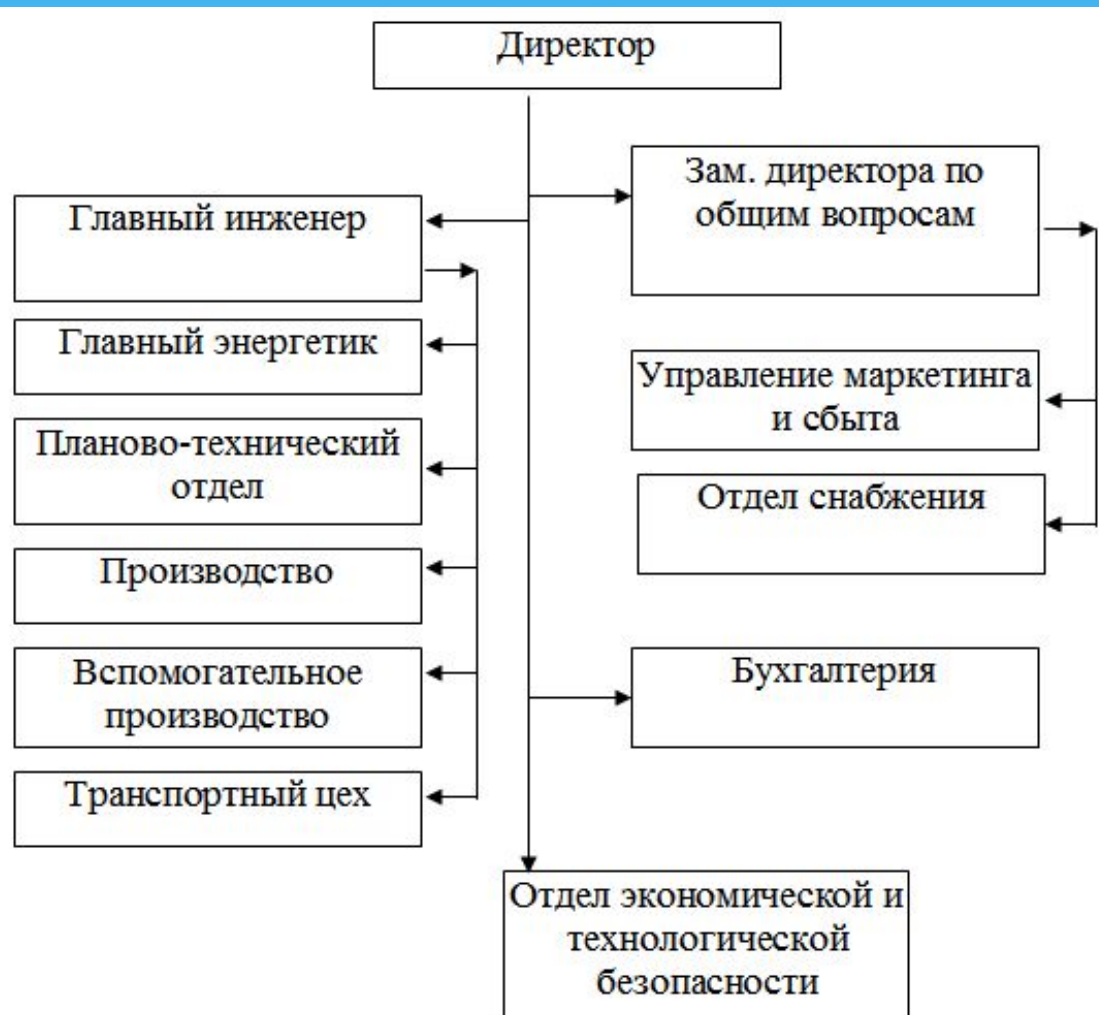 Директор
Зам. директора по
общим вопросам
Главный инженер
Главный энергетик
Управление маркетинга
и сбыта
Планово-технический
отдел
Отдел снабжения
Производство
Вспомогательное
производство
Бухгалтерия
Транспортный цех
Отдел экономической и
технологической
безопасности